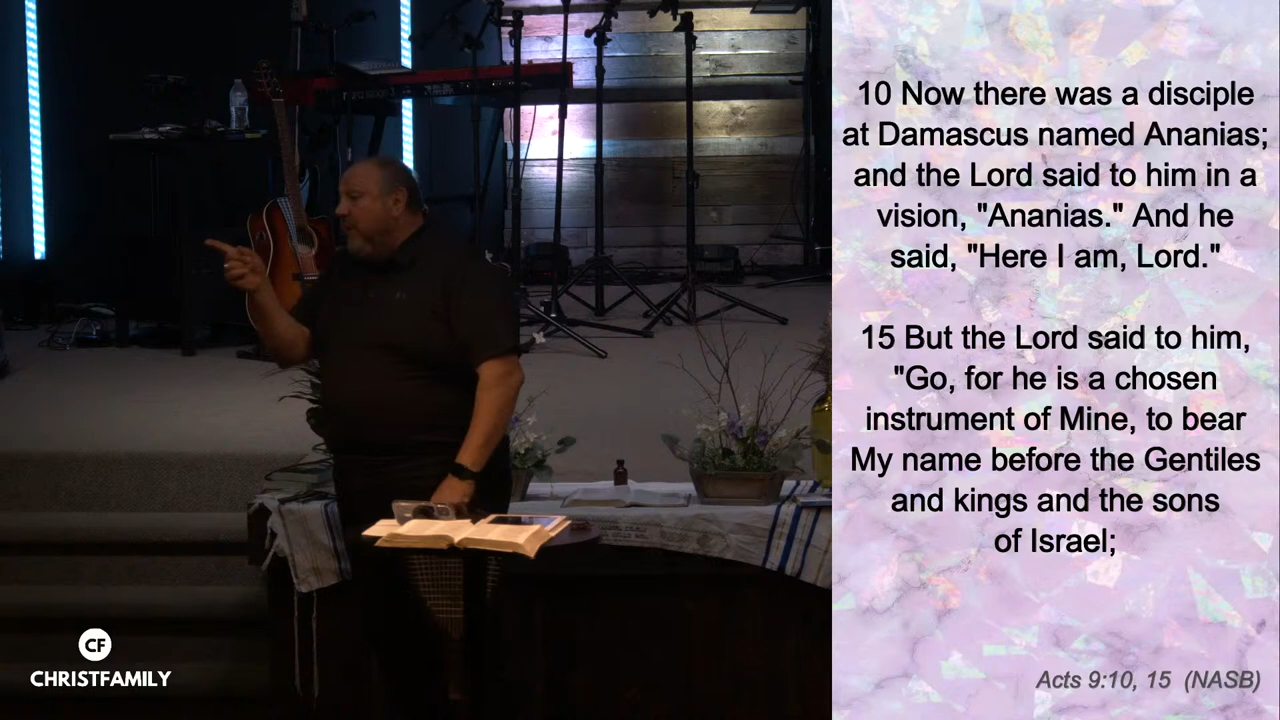 10 Now there was a disciple
at Damascus named Ananias;
and the Lord said to him in a
vision, "Ananias." And he
said, "Here I am, Lord."
15 But the Lord said to him,
"Go, for he is a chosen
instrument of Mine, to bear
My name before the Gentiles
and kings and the sons
of Israel;
Acts 9:10, 15 (NASB)
CF
CHRISTFAMILY